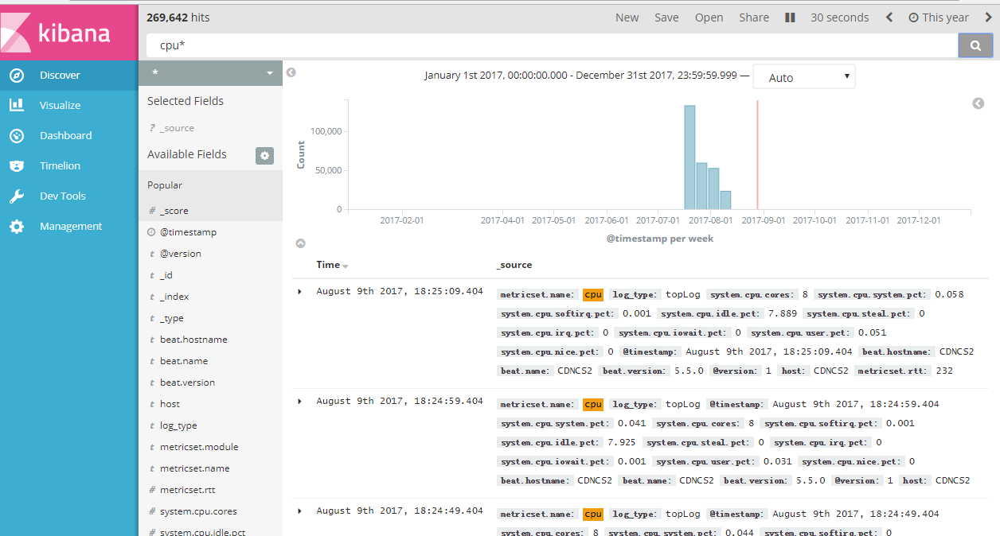 269,642 hits
New Save Open Share 30 seconds This year
kibana
cpu*
Discover
Visualize
Dashboard
Timelion
Dev Tools
Management
*
Selected Fields
? _source
Available Fields
Popular
# _score
@timestamp
t @version
t _id
t _index
t _type
t beat.hostname
t beat.name
t beat.version
t host
t log_type
t metricset.module
t metricset.name
# metricset.rtt
# system.cpu.cores
# system.cpu.idle.pct
January 1st 2017, 00:00:00.000 - December 31st 2017, 23:59:59.999 — Auto
Count
100,000
50,000
0
2017-02-01 2017-04-01 2017-05-01 2017-06-01 2017-07-01 2017-08-01 2017-09-01 2017-10-01 2017-11-01 2017-12-01
@timestamp per week
Time _source
August 9th 2017, 18:25:09.404 metricset.name: cpu log_type: topLog system.cpu.cores: 8 system.cpu.system.pct: 0.058
system.cpu.softirq.pct: 0.001 system.cpu.idle.pct: 7.889 system.cpu.steal.pct: 0
system.cpu.irq.pct: 0 system.cpu.iowait.pct: 0 system.cpu.user.pct: 0.051
system.cpu.nice.pct: 0 @timestamp: August 9th 2017, 18:25:09.404 beat.hostname: CDNCS2
beat.name: CDNCS2 beat.version: 5.5.0 @version: 1 host: CDNCS2 metricset.rtt: 232
August 9th 2017, 18:24:59.404 metricset.name: cpu log_type: topLog @timestamp: August 9th 2017, 18:24:59.404
system.cpu.system.pct: 0.041 system.cpu.cores: 8 system.cpu.softirq.pct: 0.001
system.cpu.idle.pct: 7.925 system.cpu.steal.pct: 0 system.cpu.irq.pct: 0
system.cpu.iowait.pct: 0.001 system.cpu.user.pct: 0.031 system.cpu.nice.pct: 0
beat.hostname: CDNCS2 beat.name: CDNCS2 beat.version: 5.5.0 @version: 1 host: CDNCS2
August 9th 2017, 18:24:49.404 metricset.name: cpu log_type: topLog @timestamp: August 9th 2017, 18:24:49.404
system.cpu.cores: 8 system.cpu.system.pct: 0.044 system.cpu.softirq.pct: 0